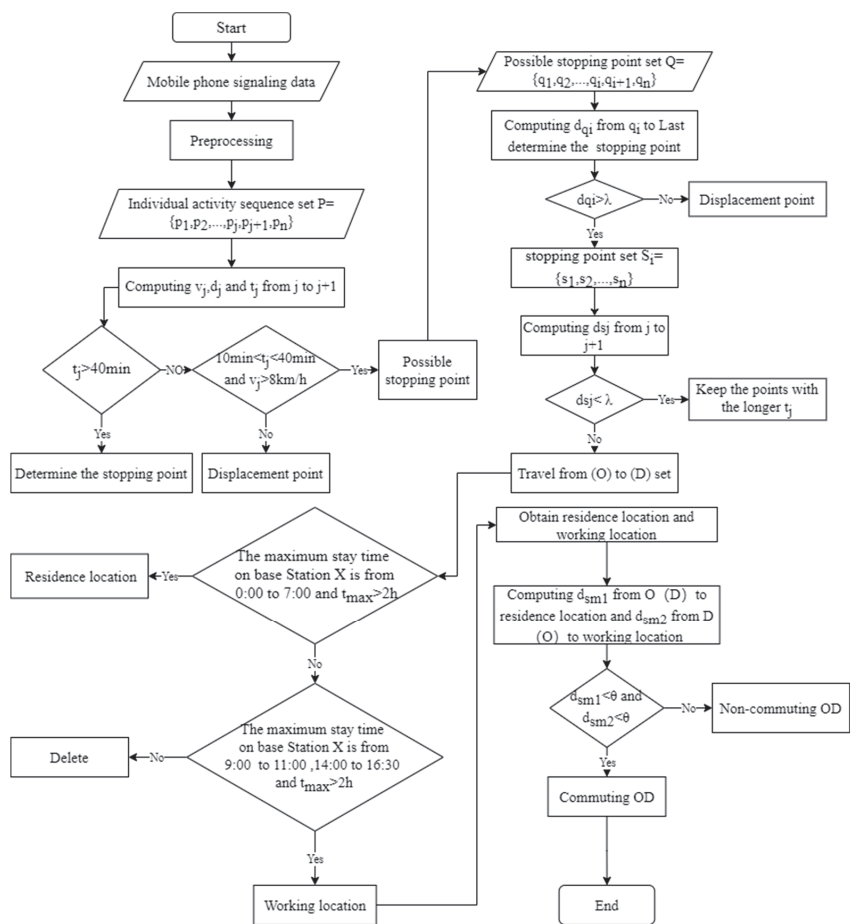 Start
Mobile phone signaling data
Preprocessing
Individual activity sequence set P=
{p1,p2,...,pj,pj+1,pn}
Computing vj,dj and tj from j to j+1
tj>40min
NO
10min<tj<40min
and vj>8km/h
Yes
Possible
stopping point
Yes
No
Determine the stopping point
Displacement point
Possible stopping point set Q=
{q1,q2,...,qi,qi+1,qn}
Computing dqi from qi to Last
determine the stopping point
dqi>λ
No
Displacement point
Yes
stopping point set Si=
{s1,s2,...,sn}
Computing dsj from j to
j+1
dsj< λ
Yes
Keep the points with
the longer tj
No
Travel from (O) to (D) set
The maximum stay time
on base Station X is from
0:00 to 7:00 and tmax>2h
Yes
Residence location
No
The maximum stay time
on base Station X is from
9:00 to 11:00 ,14:00 to 16:30
and tmax>2h
No
Delete
Yes
Working location
Obtain residence location and
working location
Computing dsm1 from O (D) to
residence location and dsm2 from D
(O) to working location
dsm1<θ and
dsm2<θ
No
Non-commuting OD
Yes
Commuting OD
End